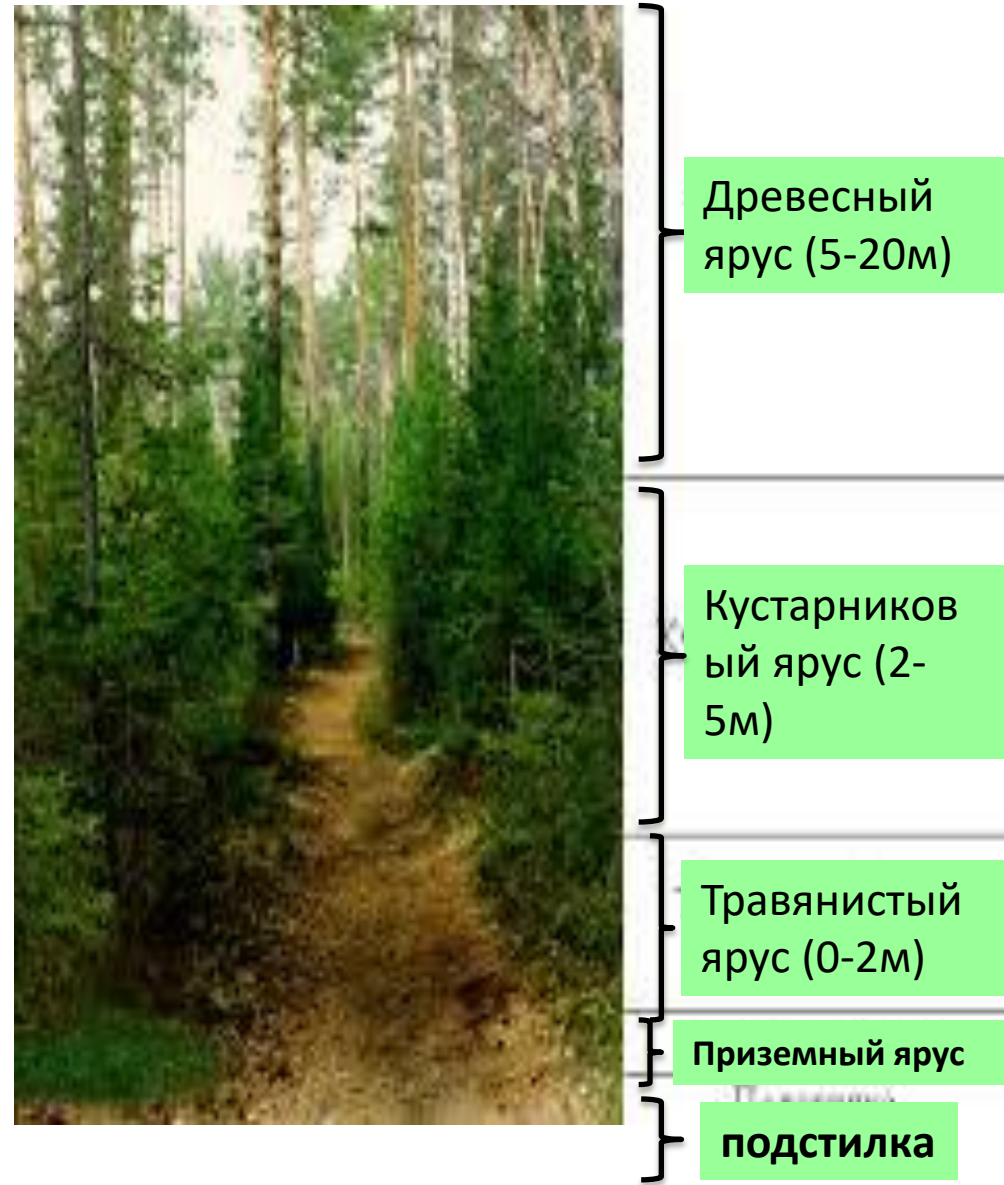 Древесный
ярус (5-20м)
Кустарников
ый ярус (2-
5м)
Травянистый
ярус (0-2м)
Приземный ярус
подстилка